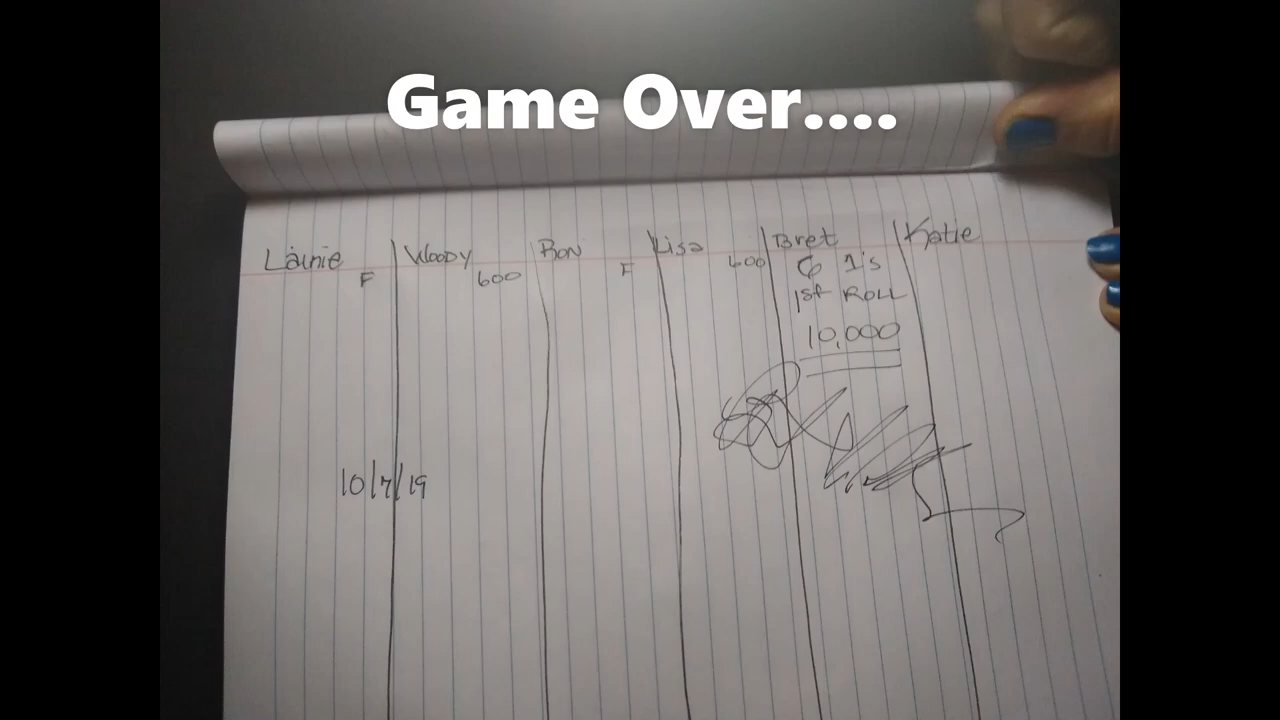 Game Over....
Lainie Woody Ron Lisa Bret Katie
F 600 F 600 6 1's
1st ROLL
10,000
10/7/19